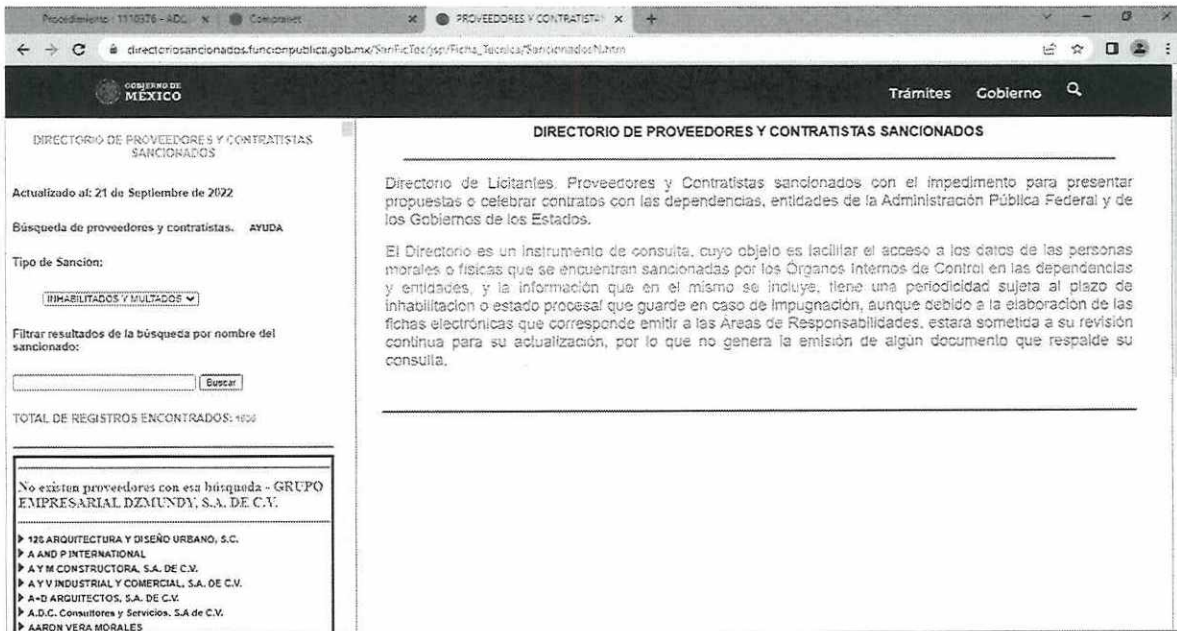 Procedimiento : 1110376 - ADC
Compranet
PROVEEDORES Y CONTRATISTA
directoriosancionados.funcionpublica.gob.mx/SanFicTec/jsp/Ficha_Tecnica/SancionadosN.htm
GOBIERNO DE
MÉXICO
Trámites Gobierno
DIRECTORIO DE PROVEEDORES Y CONTRATISTAS
SANCIONADOS
Actualizado al: 21 de Septiembre de 2022
Búsqueda de proveedores y contratistas. AYUDA
Tipo de Sanción:
INHABILITADOS Y MULTADOS
Filtrar resultados de la búsqueda por nombre del
sancionado:
Buscar
TOTAL DE REGISTROS ENCONTRADOS:
No existen proveedores con esa búsqueda - GRUPO
EMPRESARIAL DZMUNDY, S.A. DE C.V.
128 ARQUITECTURA Y DISEÑO URBANO, S.C.
A AND P INTERNATIONAL
A Y M CONSTRUCTORA, S.A. DE C.V.
A Y V INDUSTRIAL Y COMERCIAL, S.A. DE C.V.
A+D ARQUITECTOS, S.A. DE C.V.
A.D.C. Consultores y Servicios, S.A de C.V.
AARON VERA MORALES
DIRECTORIO DE PROVEEDORES Y CONTRATISTAS SANCIONADOS
Directorio de Licitantes, Proveedores y Contratistas sancionados con el impedimento para presentar
propuestas o celebrar contratos con las dependencias, entidades de la Administración Pública Federal y de
los Gobiernos de los Estados.
El Directorio es un instrumento de consulta, cuyo objeto es facilitar el acceso a los datos de las personas
morales o físicas que se encuentran sancionadas por los Órganos Internos de Control en las dependencias
y entidades, y la información que en el mismo se incluye, tiene una periodicidad sujeta al plazo de
inhabilitación o estado procesal que guarde en caso de impugnación, aunque debido a la elaboración de las
fichas electrónicas que corresponde emitir a las Áreas de Responsabilidades, estará sometida a su revisión
continua para su actualización, por lo que no genera la emisión de algún documento que respalde su
consulta.